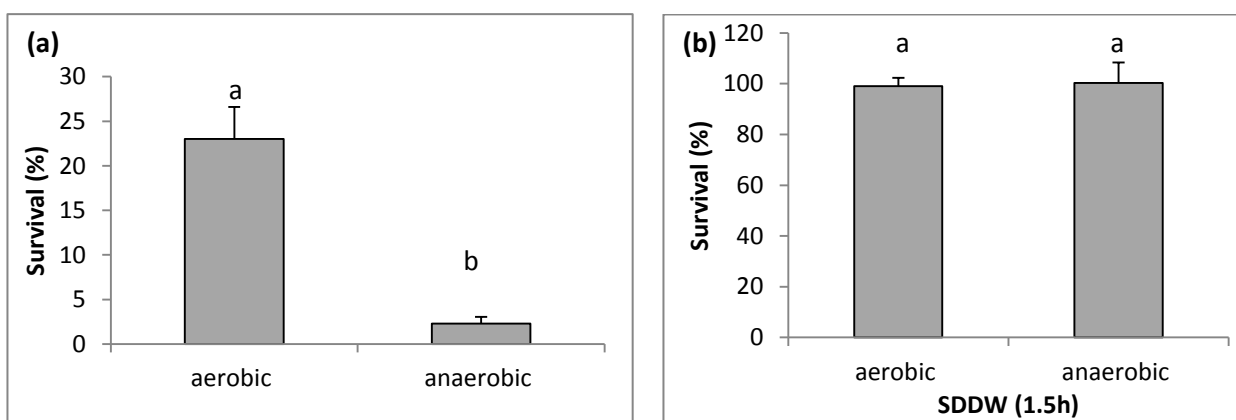 (a)
a
30
25
20
15
10
5
0
b
Survival (%)
aerobic anaerobic
(b)
a a
120
100
80
60
40
20
0
Survival (%)
aerobic anaerobic
SDDW (1.5h)